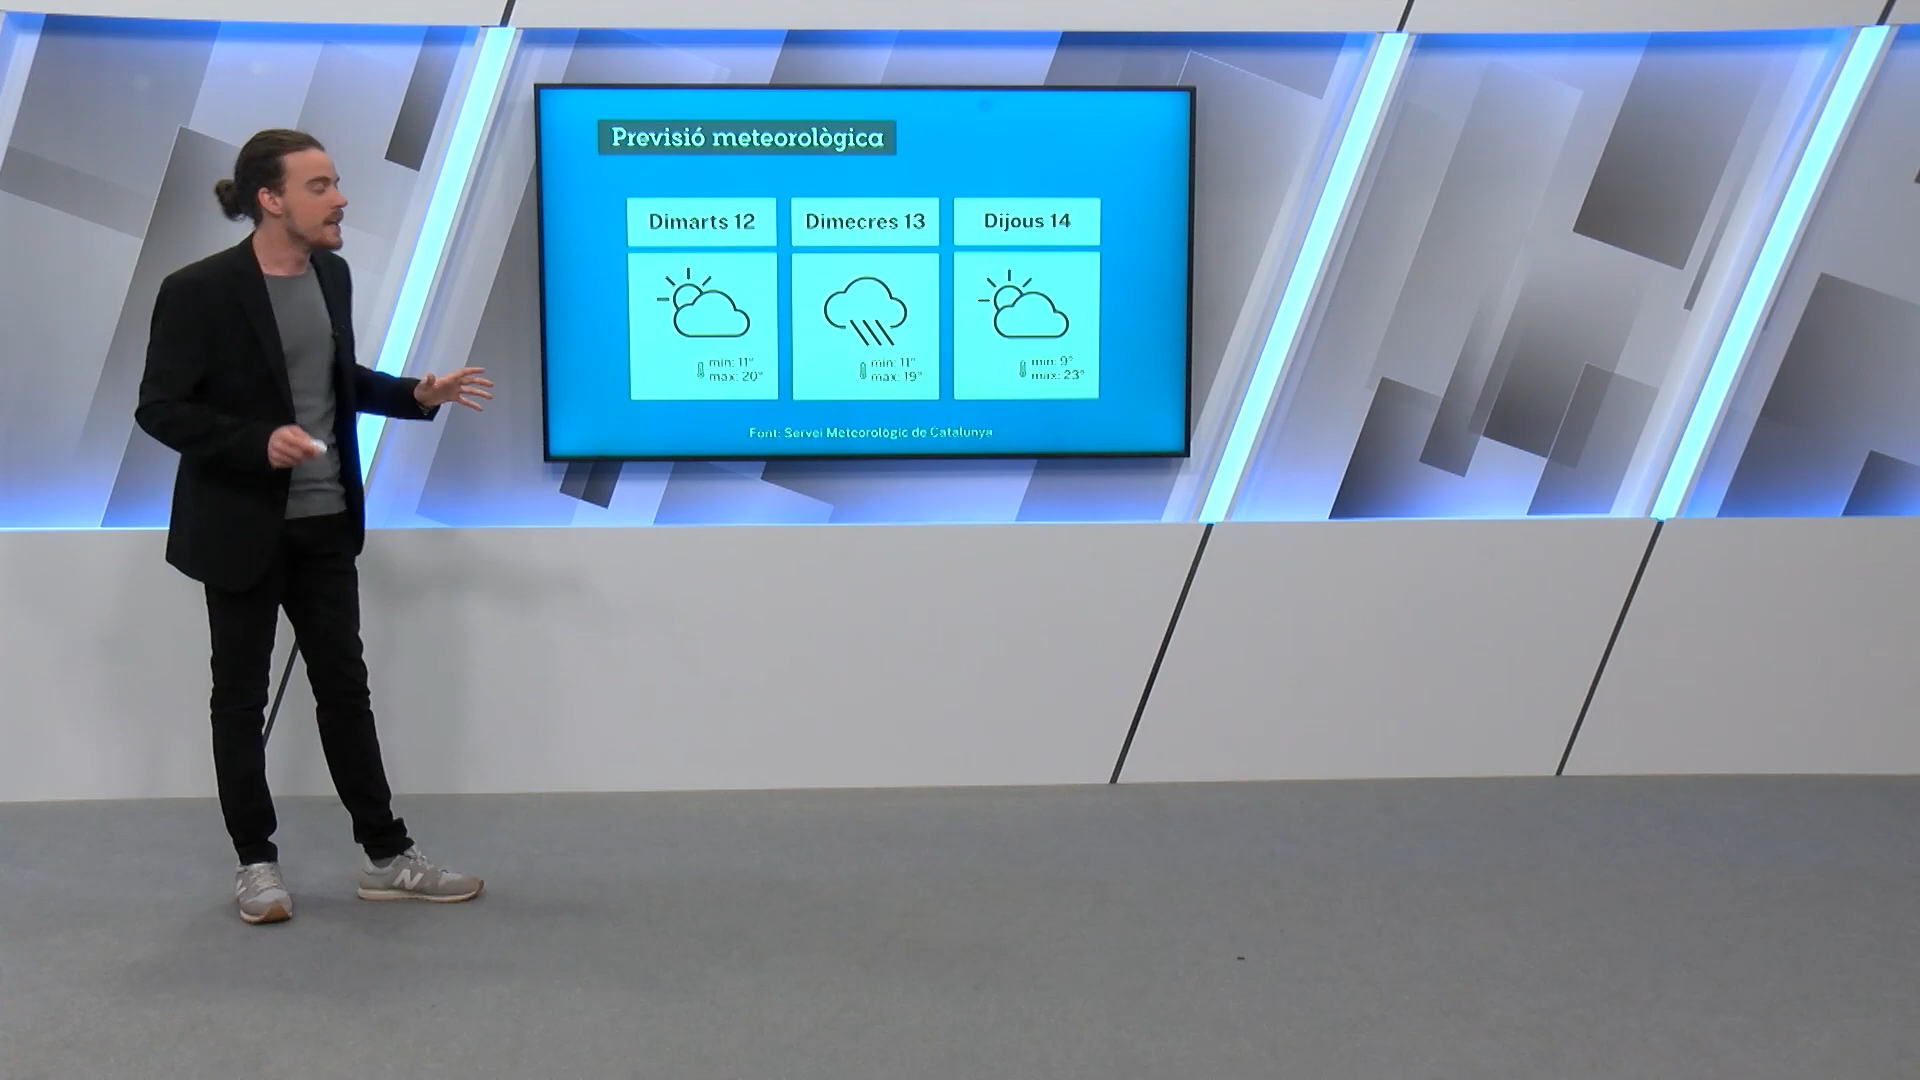 Previsió meteorològica
Dimarts 12
Dimecres 13
Dijous 14
min: 11°
max: 20°
min: 11°
max: 19°
min: 9°
max: 23°
Font: Servei Meteorològic de Catalunya
N